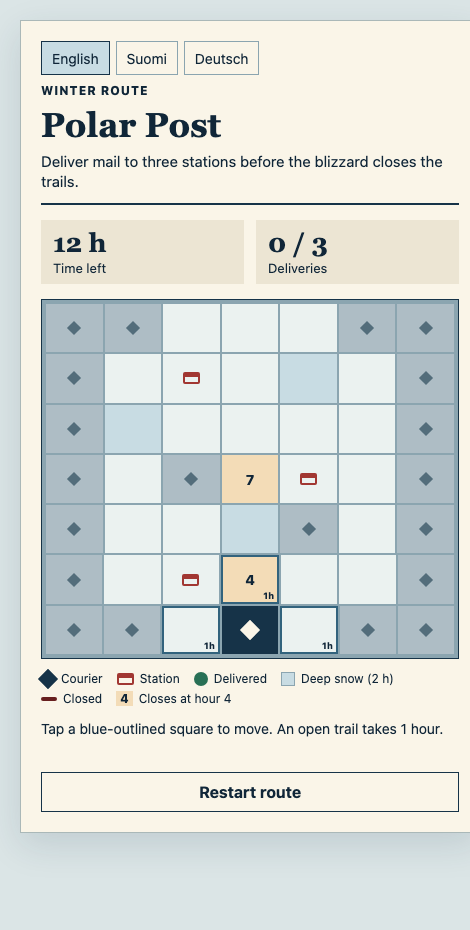 English Suomi Deutsch
WINTER ROUTE
Polar Post
Deliver mail to three stations before the blizzard closes the
trails.
12 h 0 / 3
Time left Deliveries
7
4
1h
1h 1h
Courier Station Delivered Deep snow (2 h)
Closed 4 Closes at hour 4
Tap a blue-outlined square to move. An open trail takes 1 hour.
Restart route